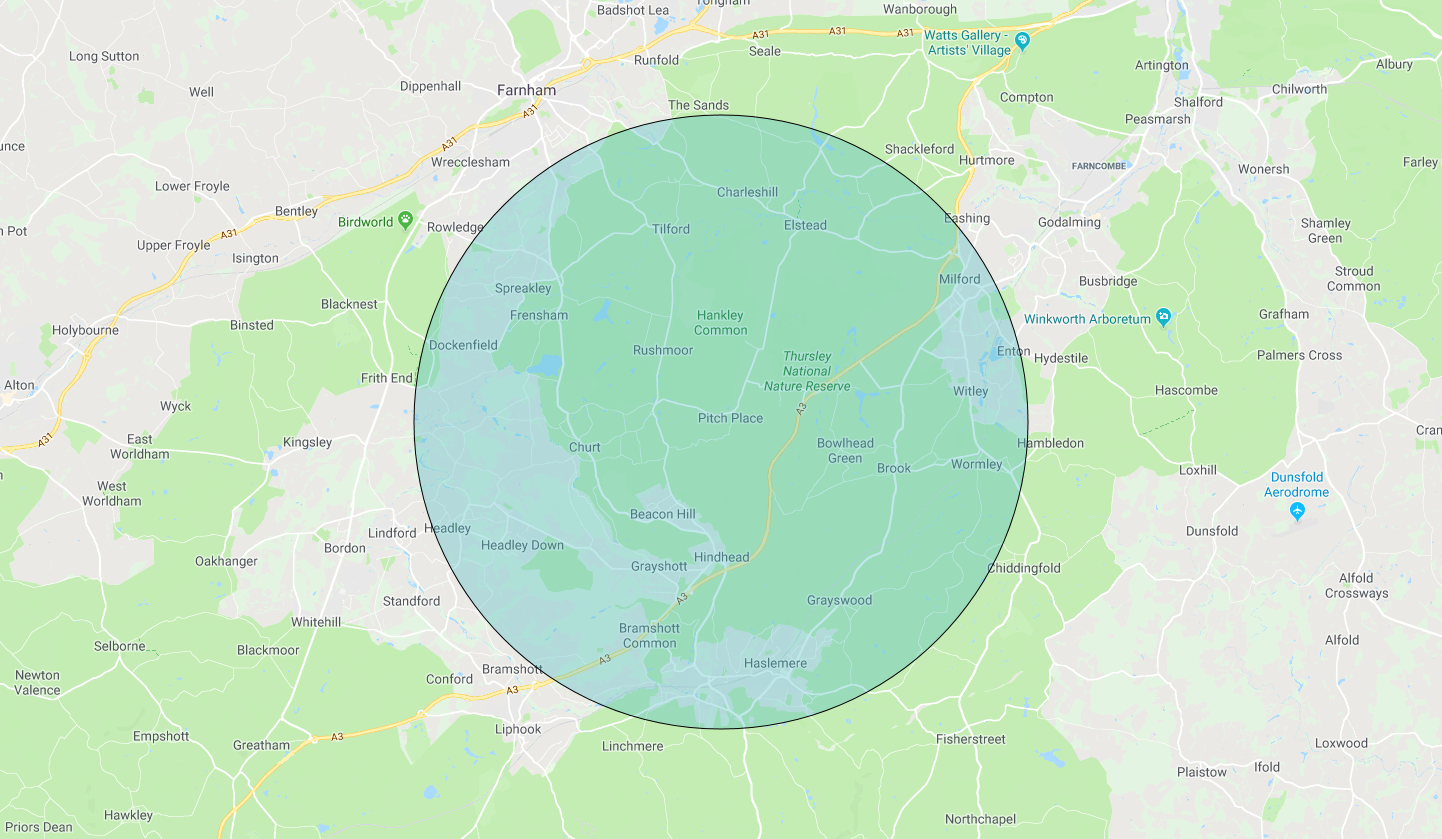 Badshot Lea
Tongham
Wanborough
A31
A31
A31
Watts Gallery -
Artists' Village
Long Sutton
Runfold
Seale
Artington
Albury
Well
Dippenhall
Farnham
Compton
Chilworth
The Sands
Shalford
A31
Peasmarsh
A31
Wrecclesham
Shackleford
Hurtmore
FARNCOMBE
Wonersh
Farley
Lower Froyle
Charleshill
Bentley
Birdworld
Rowledge
Tilford
Elstead
Eashing
Godalming
Shamley
Green
n Pot
A31
Upper Froyle
Isington
Milford
Busbridge
Stroud
Common
Spreakley
Blacknest
Frensham
Hankley
Common
Winkworth Arboretum
Grafham
Holybourne
Binsted
Dockenfield
Rushmoor
Thursley
National
Nature Reserve
Enton
Hydestile
Palmers Cross
Alton
Frith End
Witley
Hascombe
Wyck
A3
Pitch Place
A31
East
Worldham
Kingsley
Churt
Bowlhead
Green
Hambledon
Cran
Brook
Wormley
Loxhill
West
Worldham
Dunsfold
Aerodrome
Beacon Hill
Headley
Lindford
Bordon
Headley Down
Hindhead
Dunsfold
Oakhanger
Grayshott
Chiddingfold
Alfold
Crossways
Standford
A3
Grayswood
Whitehill
Bramshott
Common
Selborne
Blackmoor
A3
Haslemere
Alfold
Newton
Valence
Conford
Bramshott
A3
Empshott
Greatham
A3
Liphook
Linchmere
Fisherstreet
Loxwood
Plaistow
Ifold
Hawkley
Priors Dean
Northchapel